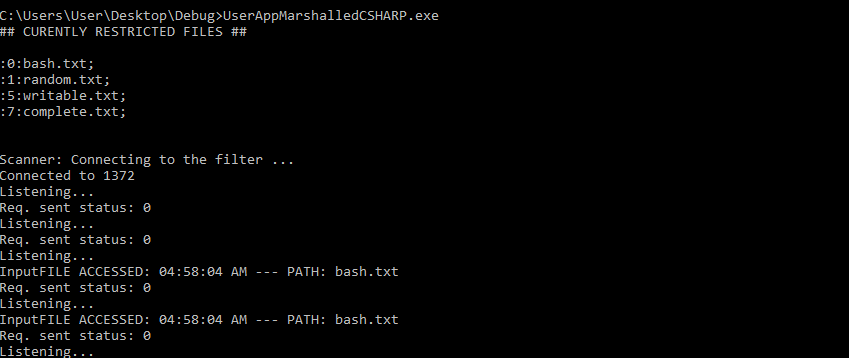 C:\Users\User\Desktop\Debug>UserAppMarshalledCSHARP.exe
## CURENTLY RESTRICTED FILES ##
:0:bash.txt;
:1:random.txt;
:5:writable.txt;
:7:complete.txt;
Scanner: Connecting to the filter ...
Connected to 1372
Listening...
Req. sent status: 0
Listening...
Req. sent status: 0
Listening...
InputFILE ACCESSED: 04:58:04 AM --- PATH: bash.txt
Req. sent status: 0
Listening...
InputFILE ACCESSED: 04:58:04 AM --- PATH: bash.txt
Req. sent status: 0
Listening...